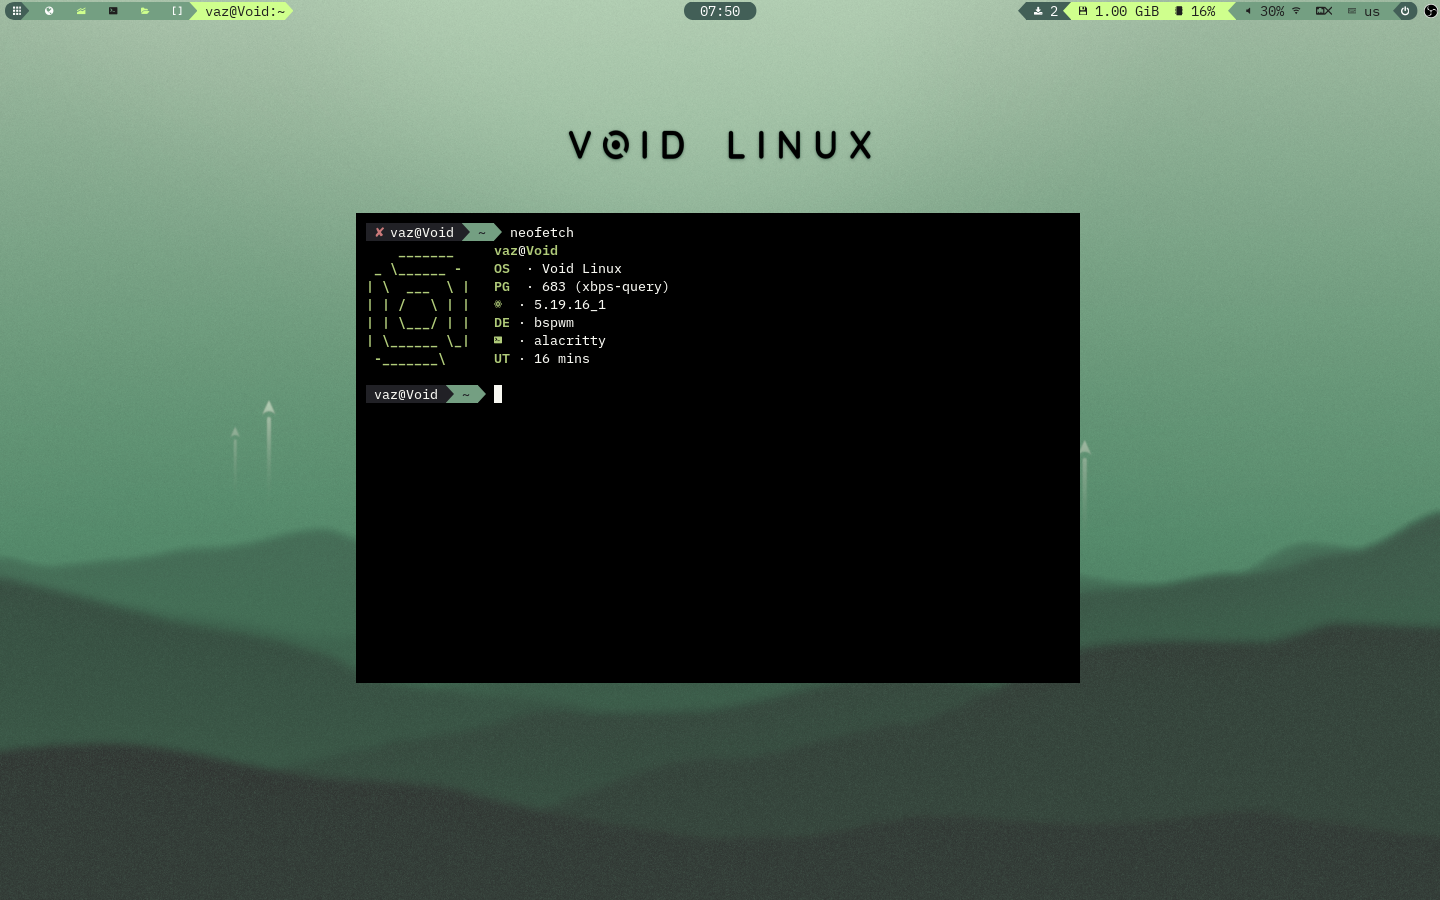 vaz@Void:~
07:50
2 1.00 GiB 16% 30% us
VOID LINUX
✘ vaz@Void ~ neofetch
vaz@Void
OS · Void Linux
PG · 683 (xbps-query)
· 5.19.16_1
DE · bspwm
· alacritty
UT · 16 mins
vaz@Void ~